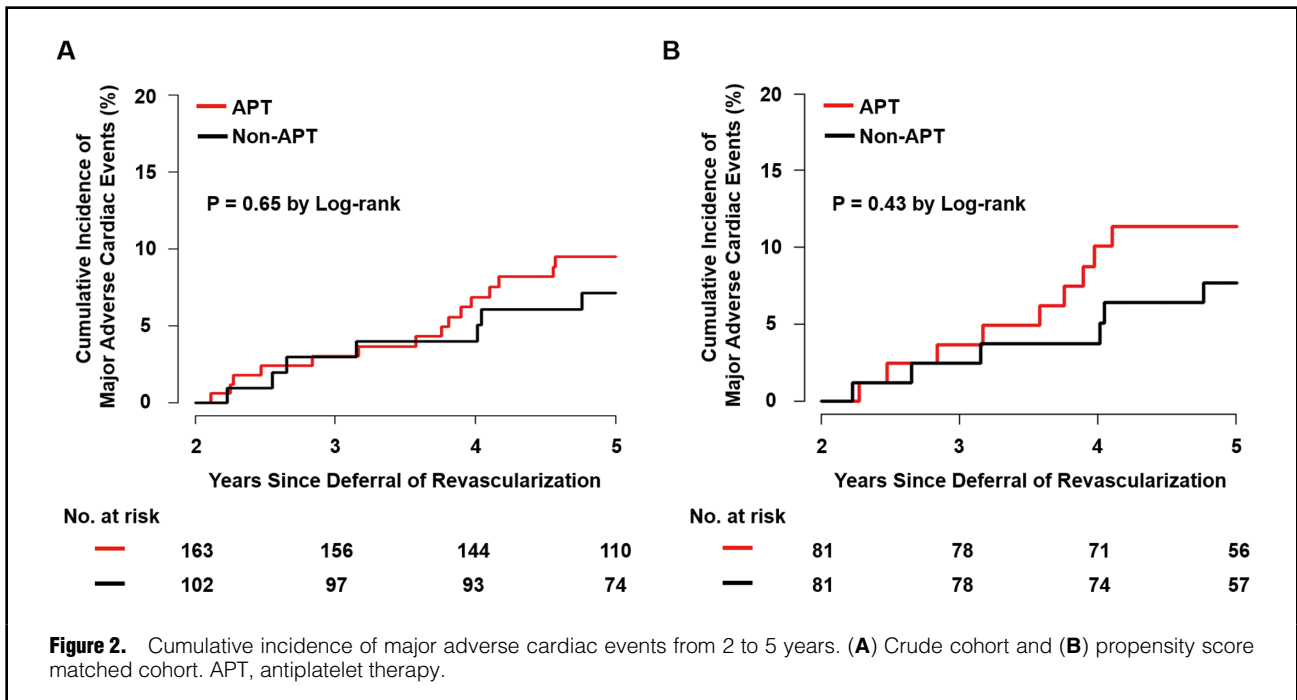 A
Cumulative Incidence of
Major Adverse Cardiac Events (%)
20
15
10
5
0
APT
Non-APT
P = 0.65 by Log-rank
2 3 4 5
Years Since Deferral of Revascularization
No. at risk
163 156 144 110
102 97 93 74
B
Cumulative Incidence of
Major Adverse Cardiac Events (%)
20
15
10
5
0
APT
Non-APT
P = 0.43 by Log-rank
2 3 4 5
Years Since Deferral of Revascularization
No. at risk
81 78 71 56
81 78 74 57
Figure 2. Cumulative incidence of major adverse cardiac events from 2 to 5 years. (A) Crude cohort and (B) propensity score
matched cohort. APT, antiplatelet therapy.